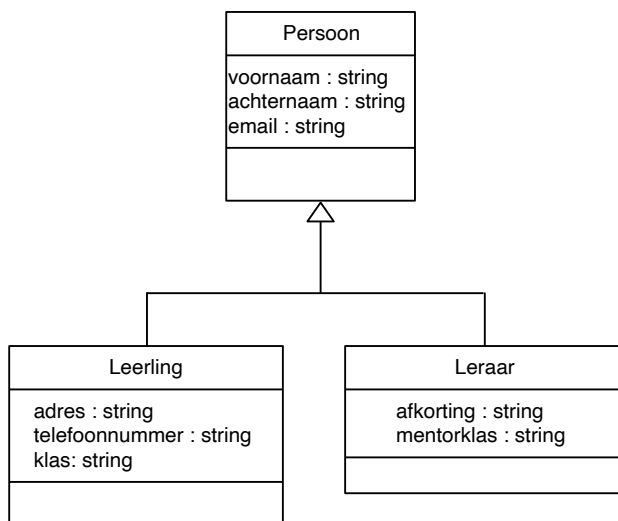 Persoon
voornaam : string
achternaam : string
email : string
Leerling
adres : string
telefoonnummer : string
klas: string
Leraar
afkorting : string
mentorklas : string